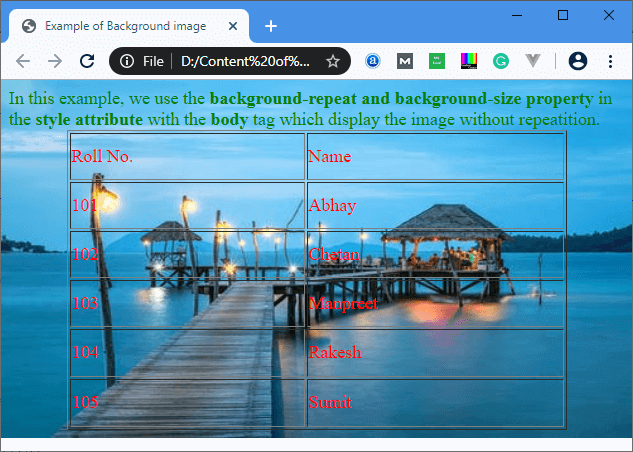 Example of Background image
File D:/Content%20of%...
In this example, we use the background-repeat and background-size property in
the style attribute with the body tag which display the image without repeatition.
Roll No. Name
101 Abhay
102 Chetan
103 Manpreet
104 Rakesh
105 Sumit